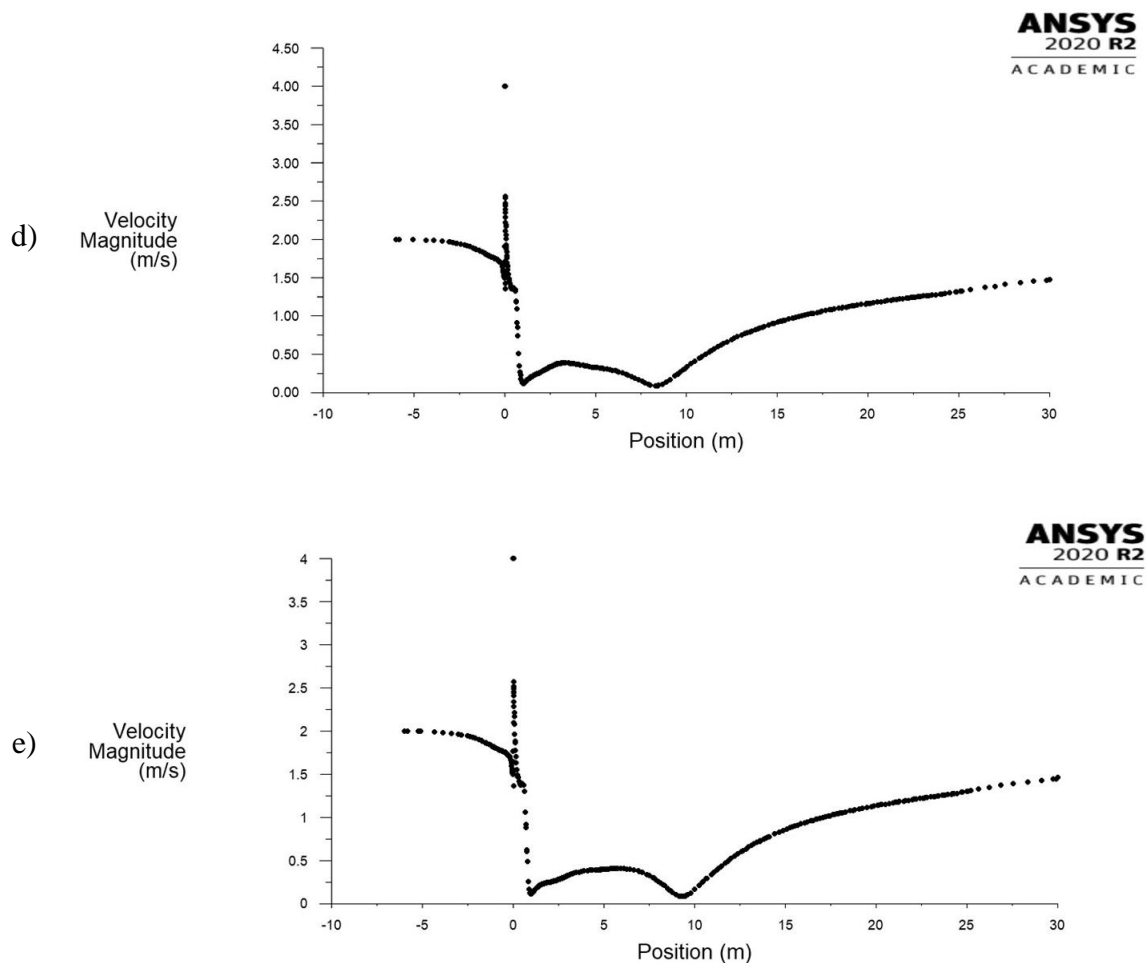 ANSYS
2020 R2
ACADEMIC
4.50
4.00
3.50
3.00
2.50
2.00
1.50
1.00
0.50
0.00
d)
Velocity
Magnitude
(m/s)
-10 -5 0 5 10 15 20 25 30
Position (m)
ANSYS
2020 R2
ACADEMIC
4
3.5
3
2.5
2
1.5
1
0.5
0
e)
Velocity
Magnitude
(m/s)
-10 -5 0 5 10 15 20 25 30
Position (m)